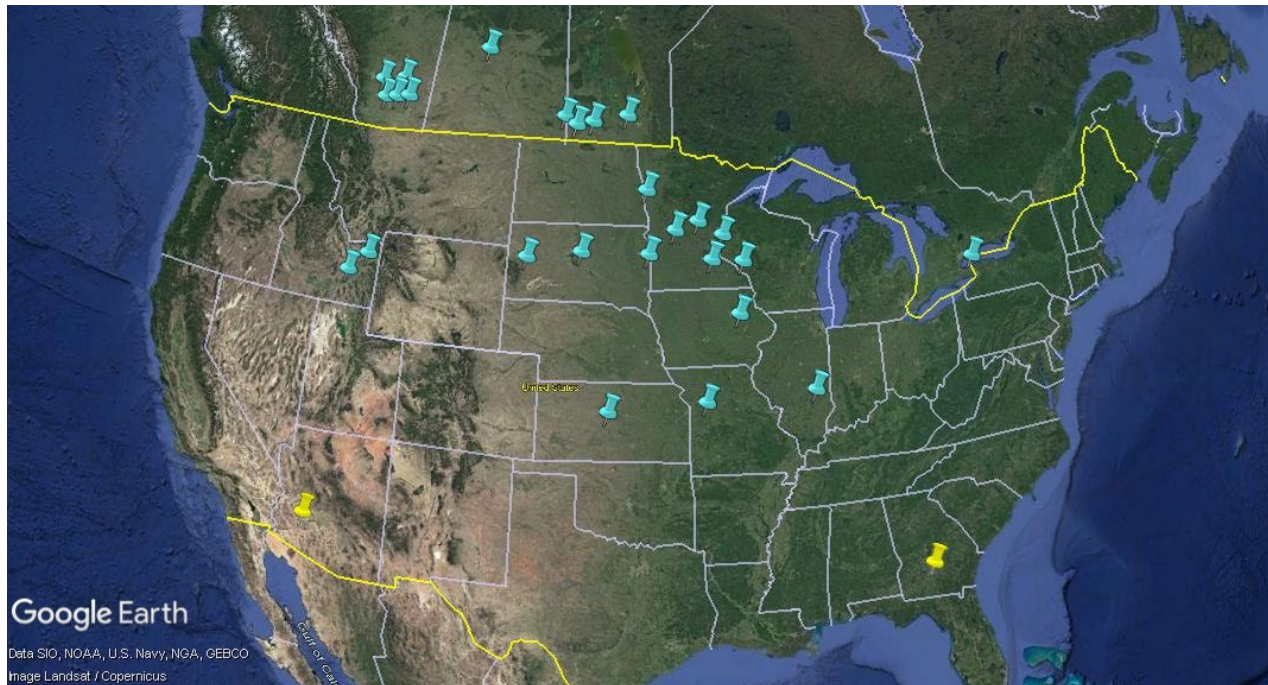 United States
Gulf of Cal
Google Earth
Data SIO, NOAA, U.S. Navy, NGA, GEBCO
Image Landsat / Copernicus